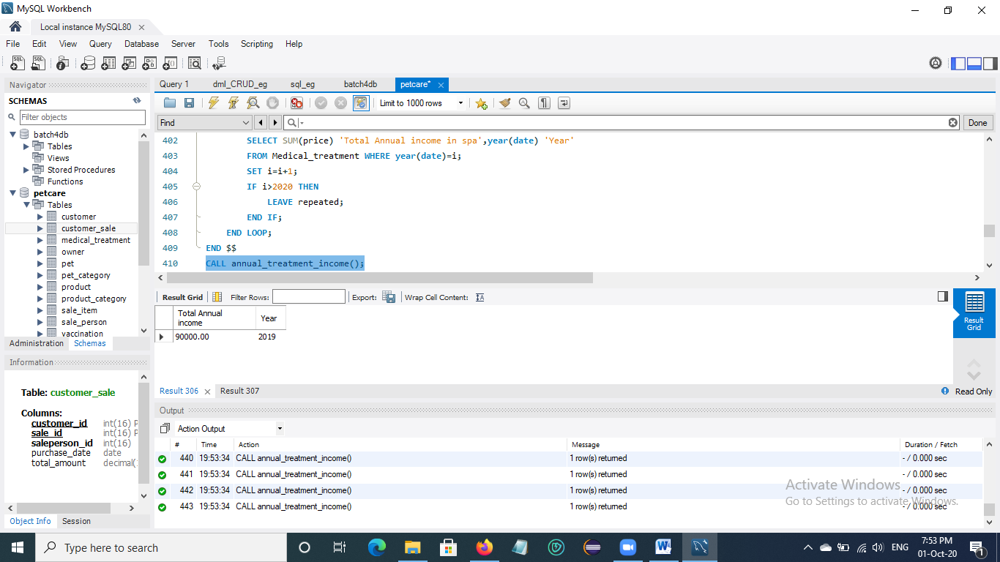 MySQL Workbench
Local instance MySQL80
File Edit View Query Database Server Tools Scripting Help
Navigator
SCHEMAS
Filter objects
batch4db
Tables
Views
Stored Procedures
Functions
petcare
Tables
customer
customer_sale
medical_treatment
owner
pet
pet_category
product
product_category
sale_item
sale_person
vaccination
Administration Schemas
Information
Table: customer_sale
Columns:
customer_id int(16) P
sale_id int(16) P
saleperson_id int(16)
purchase_date date
total_amount decimal(
Object Info Session
Query 1 dml_CRUD_eg sql_eg batch4db petcare*
Limit to 1000 rows
Find Done
402 SELECT SUM(price) 'Total Annual income in spa',year(date) 'Year'
403 FROM Medical_treatment WHERE year(date)=i;
404 SET i=i+1;
405 IF i>2020 THEN
406 LEAVE repeated;
407 END IF;
408 END LOOP;
409 END $$
410 CALL annual_treatment_income();
Result Grid Filter Rows: Export: Wrap Cell Content:
Total Annual
income
Year
90000.00 2019
Result
Grid
Result 306 Result 307
Read Only
Output
Action Output
# Time Action Message Duration / Fetch
440 19:53:34 CALL annual_treatment_income() 1 row(s) returned - / 0.000 sec
441 19:53:34 CALL annual_treatment_income() 1 row(s) returned - / 0.000 sec
442 19:53:34 CALL annual_treatment_income() 1 row(s) returned - / 0.000 sec
443 19:53:34 CALL annual_treatment_income() 1 row(s) returned - / 0.000 sec
Activate Windows
Go to Settings to activate Windows.
Type here to search
ENG
7:53 PM
01-Oct-20
1